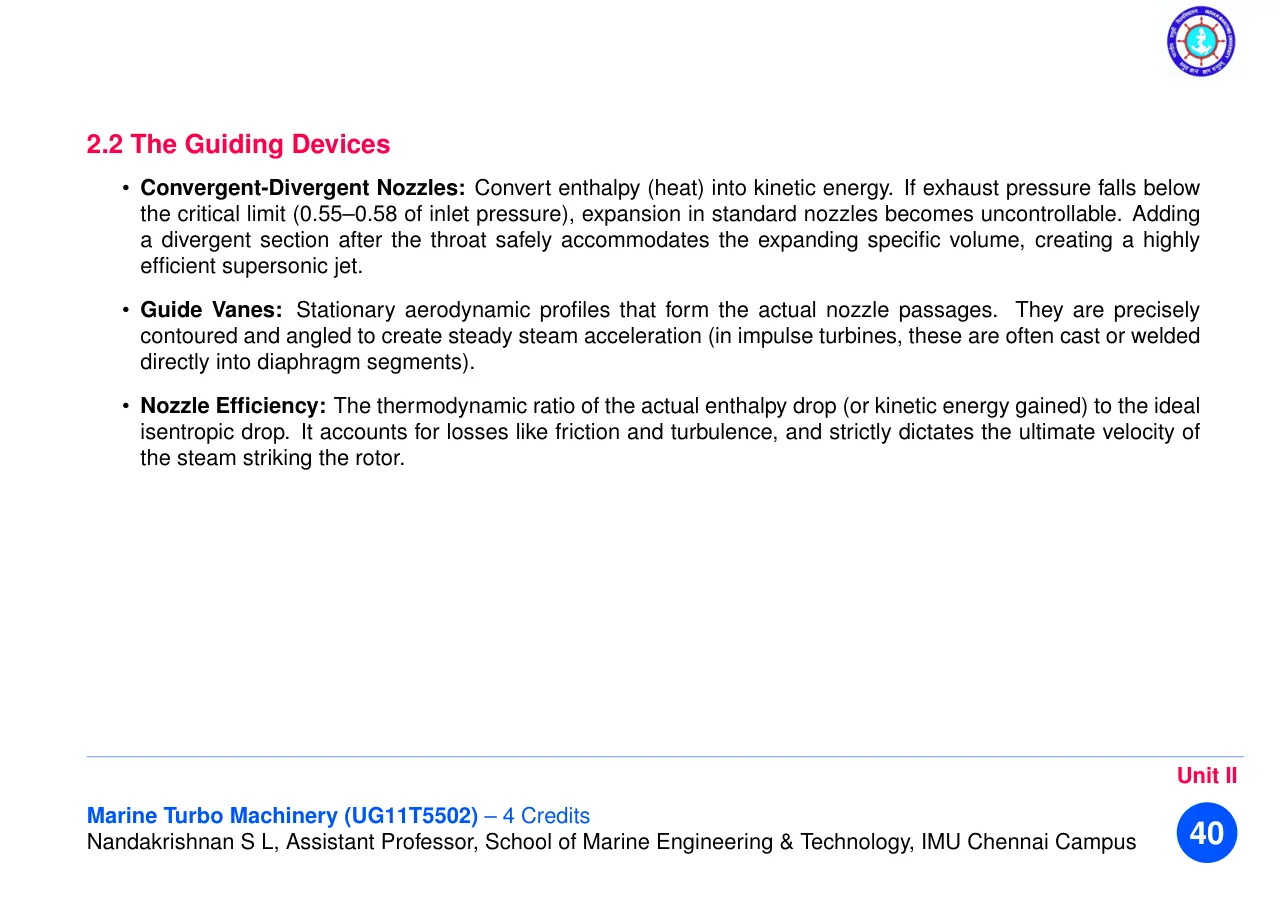 2.2 The Guiding Devices
• Convergent-Divergent Nozzles: Convert enthalpy (heat) into kinetic energy. If exhaust pressure falls below
the critical limit (0.55–0.58 of inlet pressure), expansion in standard nozzles becomes uncontrollable. Adding
a divergent section after the throat safely accommodates the expanding specific volume, creating a highly
efficient supersonic jet.
• Guide Vanes: Stationary aerodynamic profiles that form the actual nozzle passages. They are precisely
contoured and angled to create steady steam acceleration (in impulse turbines, these are often cast or welded
directly into diaphragm segments).
• Nozzle Efficiency: The thermodynamic ratio of the actual enthalpy drop (or kinetic energy gained) to the ideal
isentropic drop. It accounts for losses like friction and turbulence, and strictly dictates the ultimate velocity of
the steam striking the rotor.
Unit II
Marine Turbo Machinery (UG11T5502) – 4 Credits
Nandakrishnan S L, Assistant Professor, School of Marine Engineering & Technology, IMU Chennai Campus
40